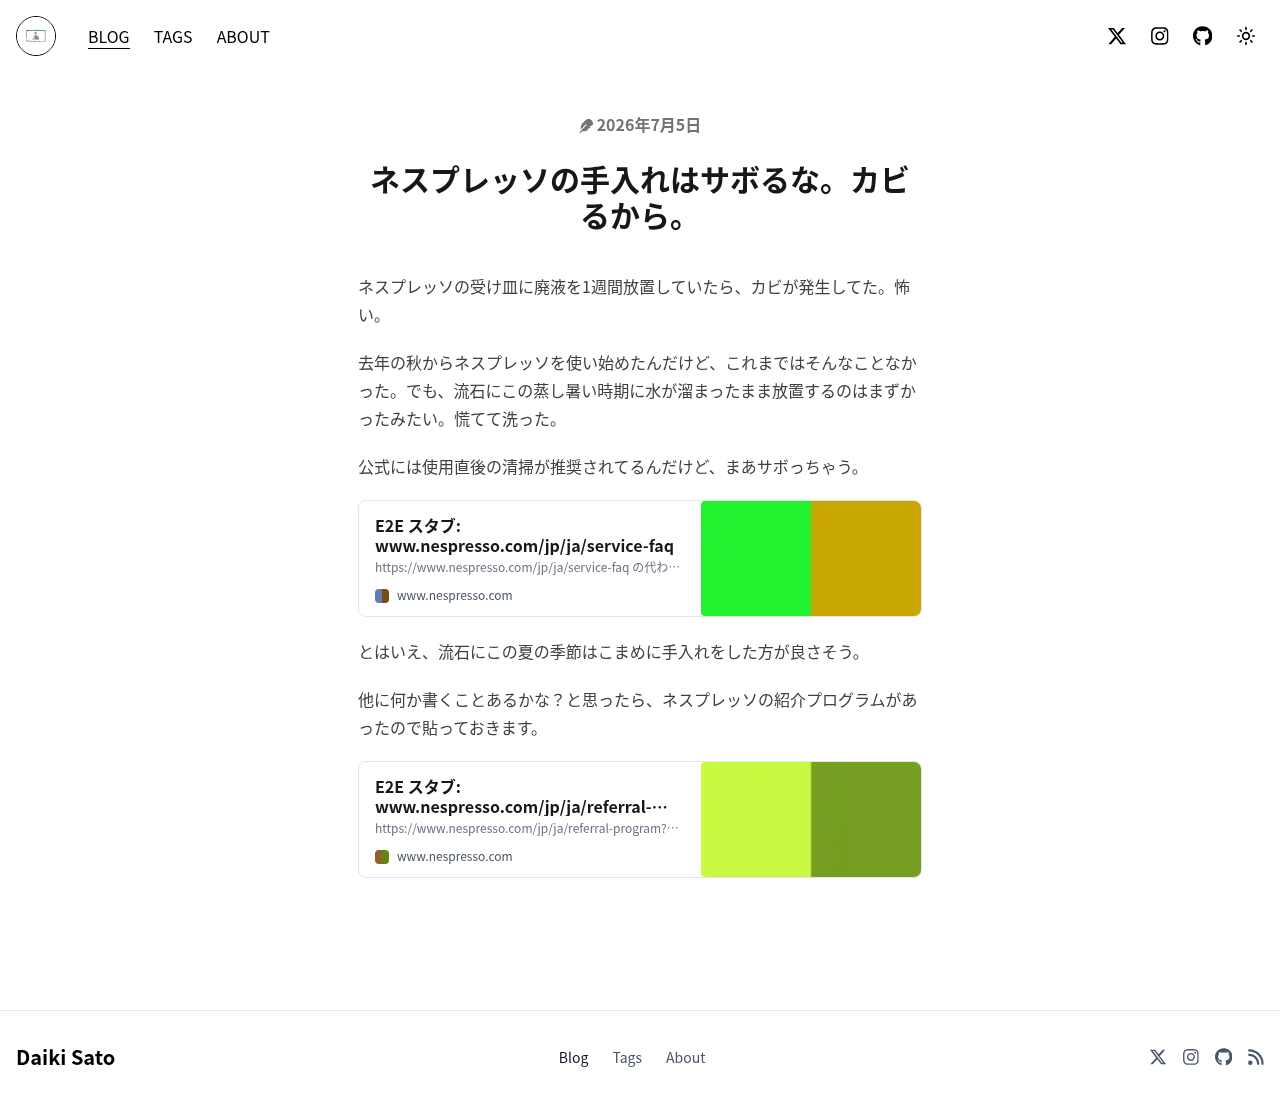 BLOG TAGS ABOUT
2026年7月5日
ネスプレッソの手入れはサボるな。カビ
るから。
ネスプレッソの受け皿に廃液を1週間放置していたら、カビが発生してた。怖
い。
去年の秋からネスプレッソを使い始めたんだけど、これまではそんなことなか
った。でも、流石にこの蒸し暑い時期に水が溜まったまま放置するのはまずか
ったみたい。慌てて洗った。
公式には使用直後の清掃が推奨されてるんだけど、まあサボっちゃう。
E2E スタブ:
www.nespresso.com/jp/ja/service-faq
https://www.nespresso.com/jp/ja/service-faq の代わ…
www.nespresso.com
とはいえ、流石にこの夏の季節はこまめに手入れをした方が良さそう。
他に何か書くことあるかな？と思ったら、ネスプレッソの紹介プログラムがあ
ったので貼っておきます。
E2E スタブ:
www.nespresso.com/jp/ja/referral-…
https://www.nespresso.com/jp/ja/referral-program?…
www.nespresso.com
Daiki Sato
Blog Tags About